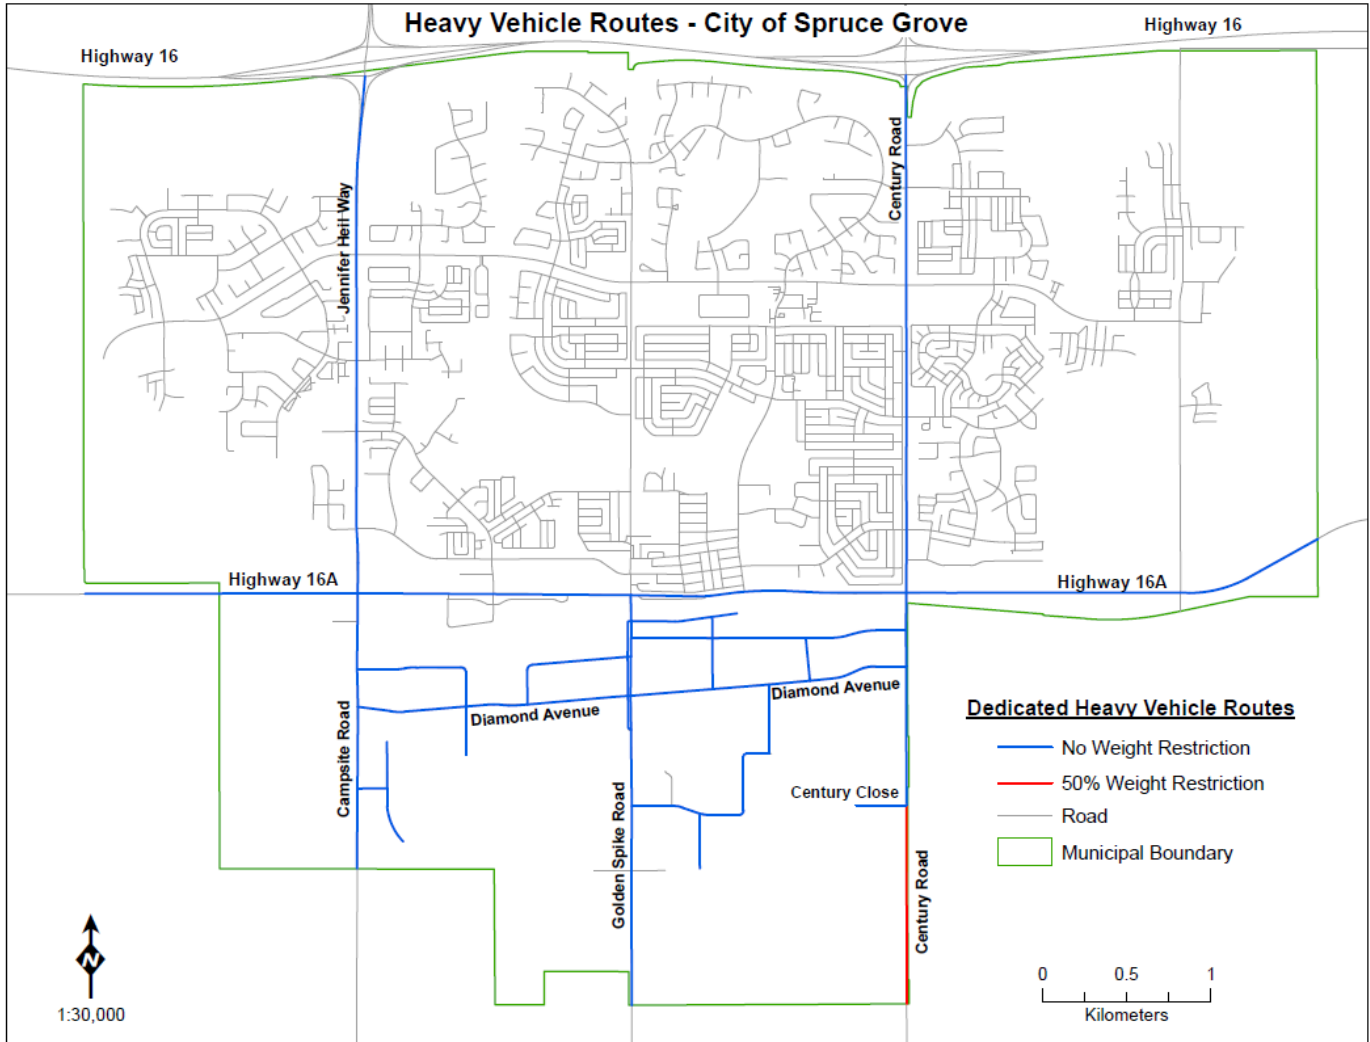 Heavy Vehicle Routes - City of Spruce Grove
Highway 16
Highway 16
Century Road
Jennifer Heil Way
Highway 16A
Highway 16A
Diamond Avenue
Diamond Avenue
Campsite Road
Golden Spike Road
Century Close
Century Road
Dedicated Heavy Vehicle Routes
No Weight Restriction
50% Weight Restriction
Road
Municipal Boundary
N
1:30,000
0 0.5 1
Kilometers